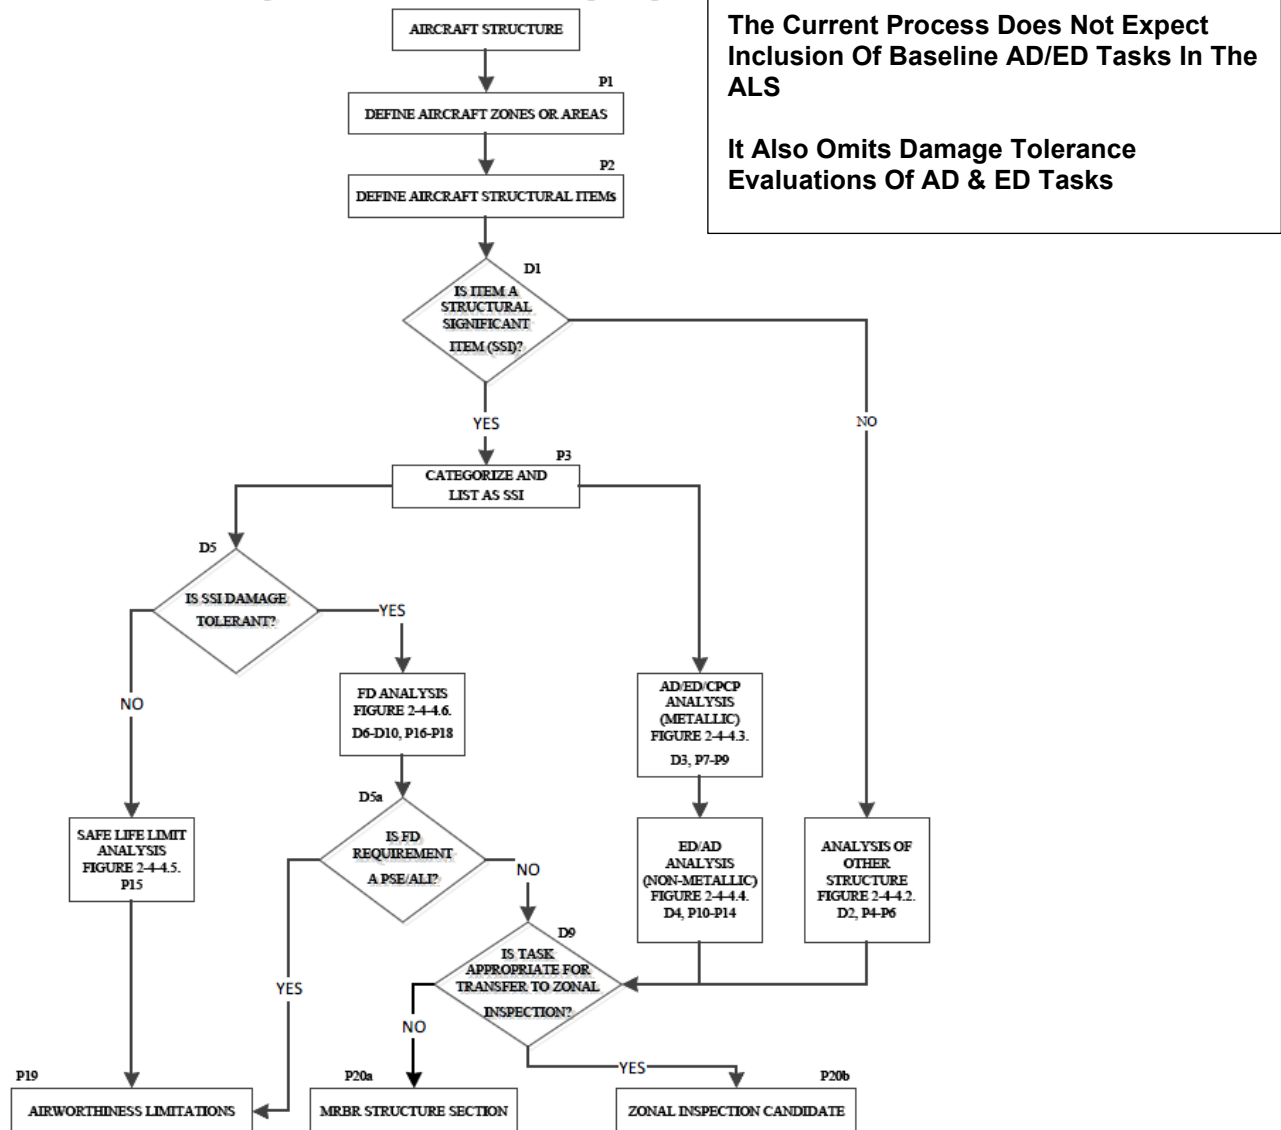 The Current Process Does Not Expect
Inclusion Of Baseline AD/ED Tasks In The
ALS
It Also Omits Damage Tolerance
Evaluations Of AD & ED Tasks
AIRCRAFT STRUCTURE
P1
DEFINE AIRCRAFT ZONES OR AREAS
P2
DEFINE AIRCRAFT STRUCTURAL ITEMs
D1
IS ITEM A
STRUCTURAL
SIGNIFICANT
ITEM (SSI)?
YES
NO
P3
CATEGORIZE AND
LIST AS SSI
D5
IS SSI DAMAGE
TOLERANT?
YES
NO
FD ANALYSIS
FIGURE 2-4-4.6.
D6-D10, P16-P18
AD/ED/CPCP
ANALYSIS
(METALLIC)
FIGURE 2-4-4.3.
D3, P7-P9
D5a
IS FD
REQUIREMENT
A PSE/ALI?
NO
YES
SAFE LIFE LIMIT
ANALYSIS
FIGURE 2-4-4.5.
P15
ED/AD
ANALYSIS
(NON-METALLIC)
FIGURE 2-4-4.4.
D4, P10-P14
ANALYSIS OF
OTHER
STRUCTURE
FIGURE 2-4-4.2.
D2, P4-P6
D9
IS TASK
APPROPRIATE FOR
TRANSFER TO ZONAL
INSPECTION?
NO
YES
P19
AIRWORTHINESS LIMITATIONS
P20a
MRBR STRUCTURE SECTION
P20b
ZONAL INSPECTION CANDIDATE